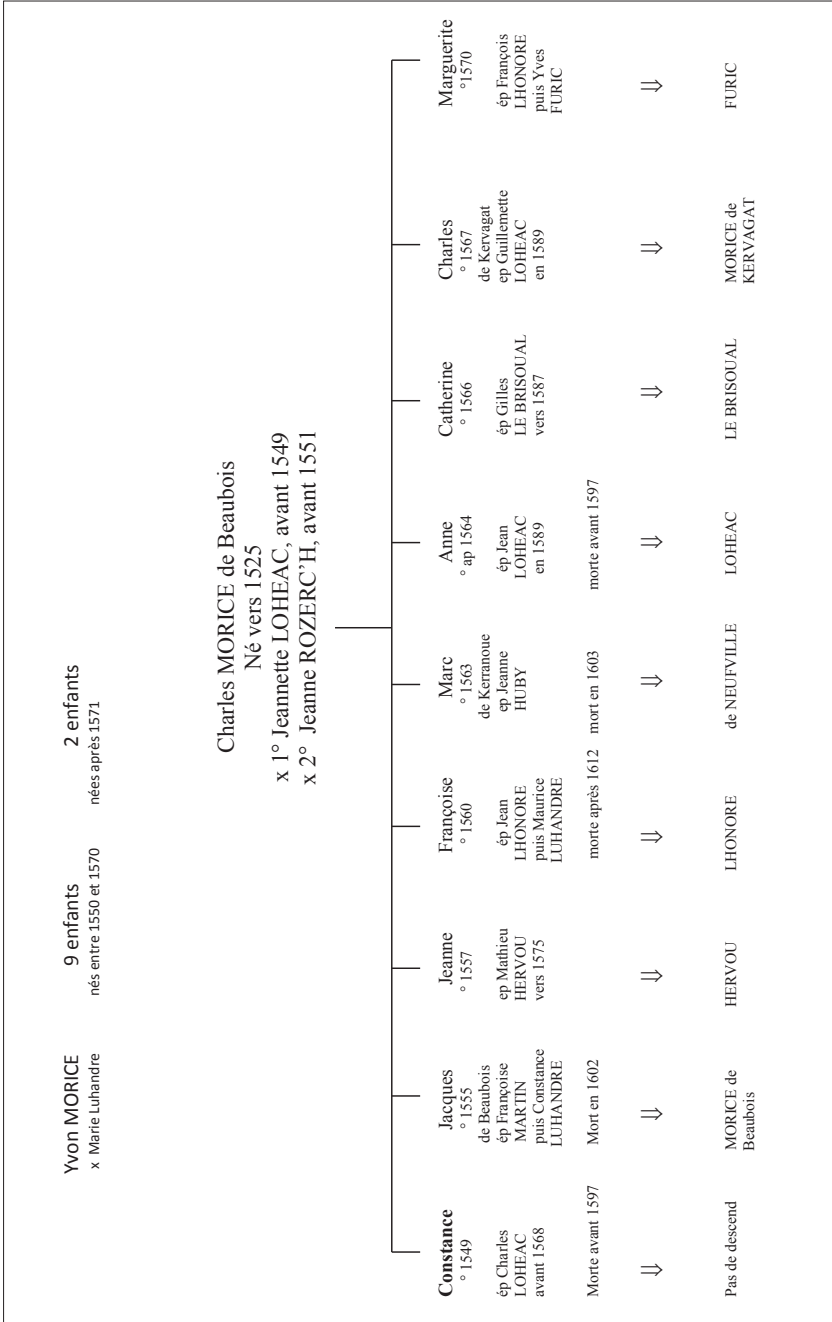 Yvon MORICE
x Marie Luhandre
9 enfants
nés entre 1550 et 1570
2 enfants
nées après 1571
Charles MORICE de Beaubois
Né vers 1525
x 1° Jeannette LOHEAC, avant 1549
x 2° Jeanne ROZERC’H, avant 1551
Constance
° 1549
ép Charles
LOHEAC
avant 1568
Morte avant 1597
⇒
Pas de descend
Jacques
° 1555
de Beaubois
ép Françoise
MARTIN
puis Constance
LUHANDRE
Mort en 1602
⇒
MORICE de
Beaubois
Jeanne
° 1557
ep Mathieu
HERVOU
vers 1575
⇒
HERVOU
Françoise
° 1560
ép Jean
LHONORE
puis Maurice
LUHANDRE
morte après 1612
⇒
LHONORE
Marc
° 1563
de Kerranoue
ep Jeanne
HUBY
mort en 1603
⇒
de NEUFVILLE
Anne
° ap 1564
ép Jean
LOHEAC
en 1589
morte avant 1597
⇒
LOHEAC
Catherine
° 1566
ép Gilles
LE BRISOUAL
vers 1587
⇒
LE BRISOUAL
Charles
° 1567
de Kervagat
ep Guillemette
LOHEAC
en 1589
⇒
MORICE de
KERVAGAT
Marguerite
°1570
ép François
LHONORE
puis Yves
FURIC
⇒
FURIC